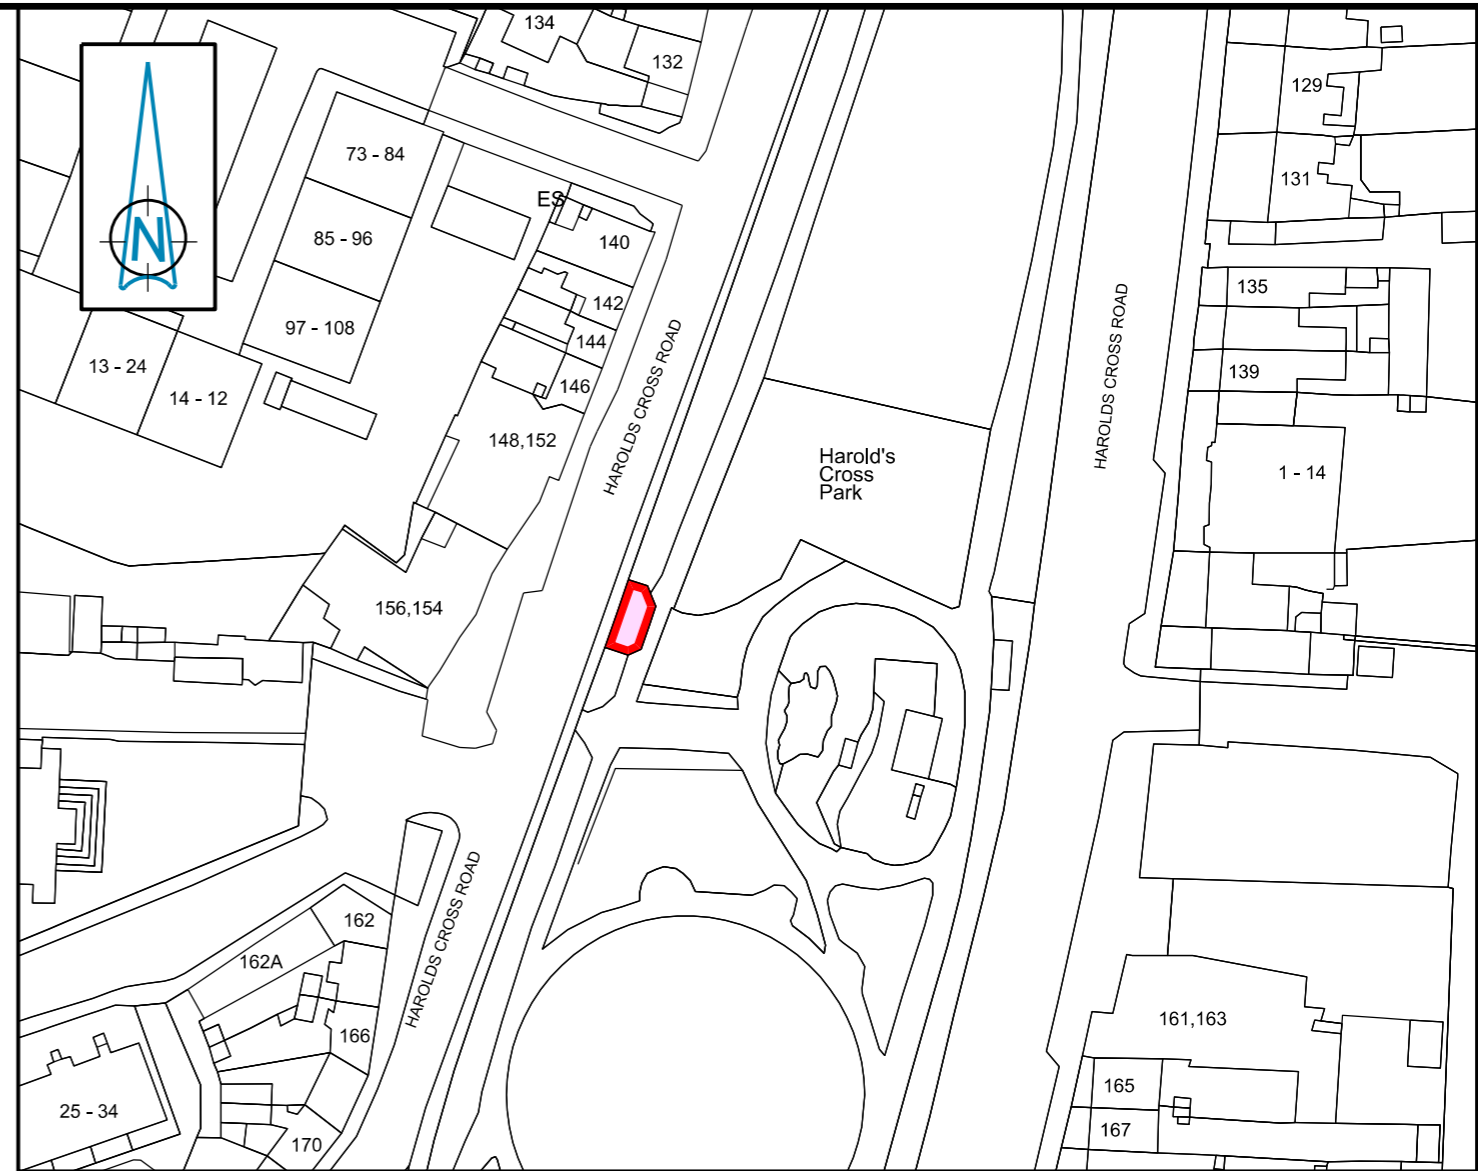 134
132
129
73 - 84
131
ES
140
85 - 96
N
135
142
97 - 108
144
13 - 24
139
146
14 - 12
HAROLDS CROSS ROAD
HAROLDS CROSS ROAD
148,152
Harold's
Cross
Park
1 - 14
156,154
162
HAROLDS CROSS ROAD
162A
161,163
166
165
25 - 34
167
170